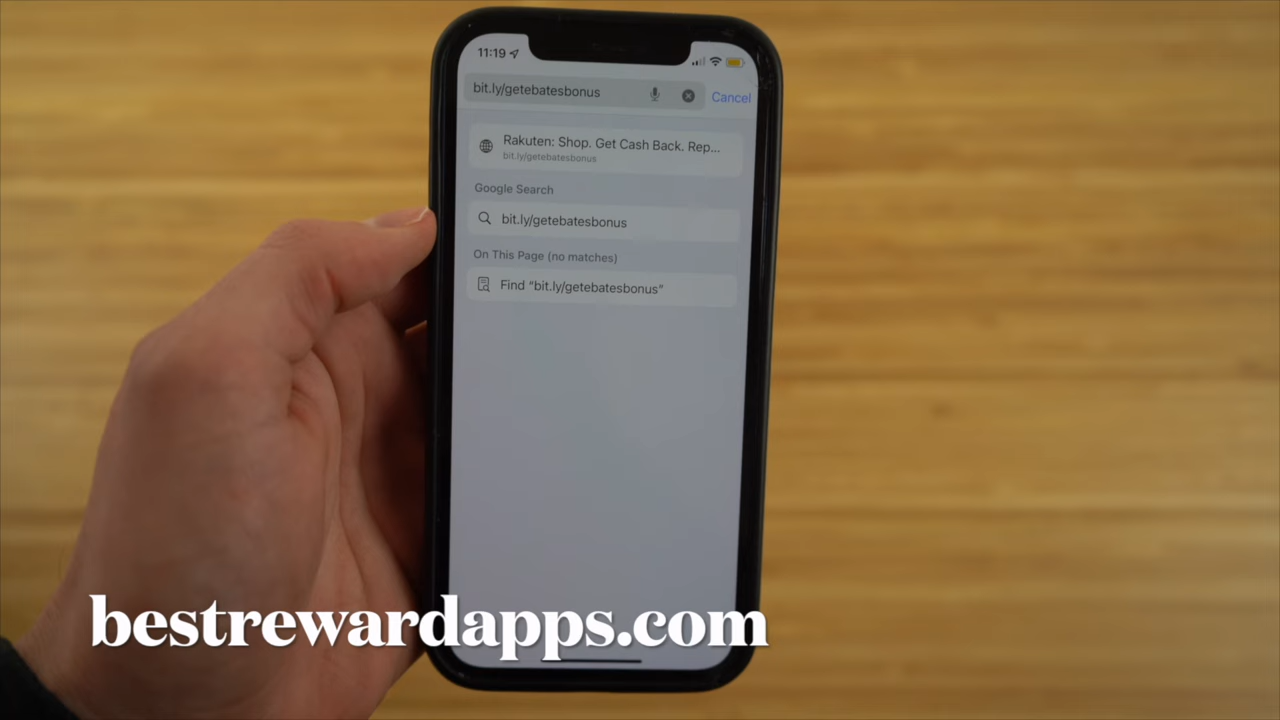 11:19
bit.ly/getebatesbonus
Cancel
Rakuten: Shop. Get Cash Back. Rep...
bit.ly/getebatesbonus
Google Search
bit.ly/getebatesbonus
On This Page (no matches)
Find “bit.ly/getebatesbonus”
bestrewardapps.com